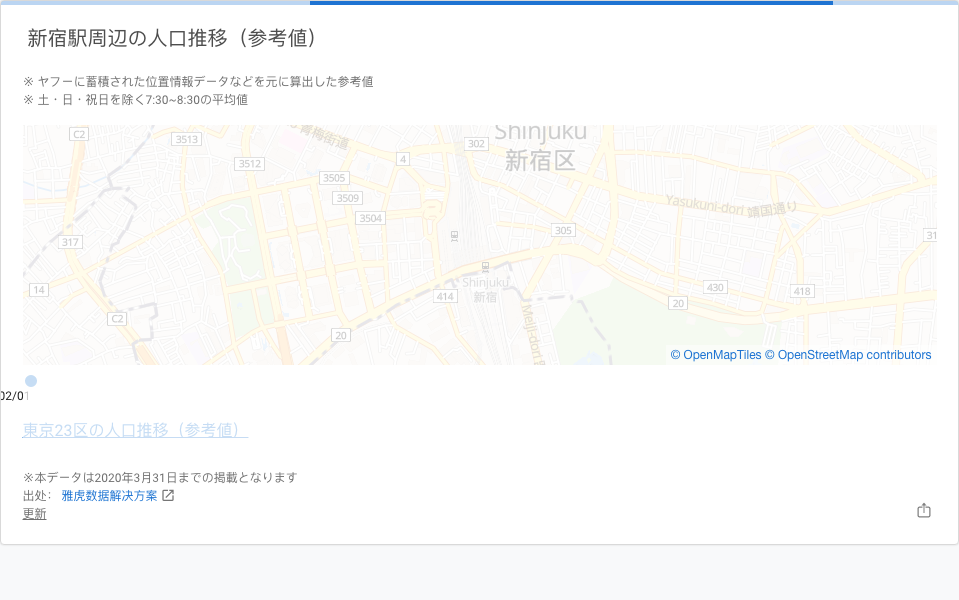 新宿駅周辺の人口推移（参考値）
※ ヤフーに蓄積された位置情報データなどを元に算出した参考値
※ 土・日・祝日を除く7:30~8:30の平均値
C2
3513
青梅街道
302
Shinjuku
新宿区
4
3512
3505
3509
3504
Yasukuni-dori 靖国通り
317
305
31
14
Shinjuku
新宿
414
430
418
20
C2
20
Meiji-dori
© OpenMapTiles © OpenStreetMap contributors
02/01
東京23区の人口推移（参考値）
※本データは2020年3月31日までの掲載となります
出处： 雅虎数据解决方案
更新